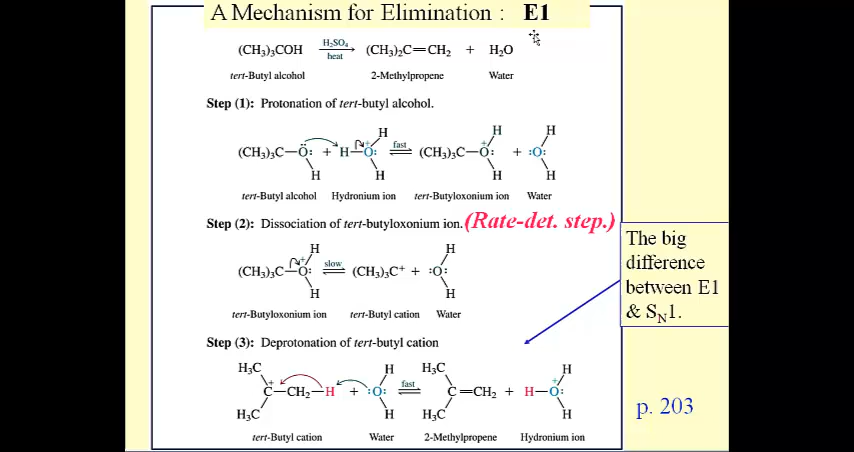 A Mechanism for Elimination : E1
(CH₃)₃COH H₂SO₄ heat (CH₃)₂C=CH₂ + H₂O
tert-Butyl alcohol 2-Methylpropene Water
Step (1): Protonation of tert-butyl alcohol.
H H
(CH₃)₃C—Ö: + H—O: + fast (CH₃)₃C—O: + + :O:
H H H H
tert-Butyl alcohol Hydronium ion tert-Butyloxonium ion Water
Step (2): Dissociation of tert-butyloxonium ion. (Rate-det. step.)
H H
(CH₃)₃C—O: + slow (CH₃)₃C⁺ + :O:
H H
tert-Butyloxonium ion tert-Butyl cation Water
The big
difference
between E1
& SN1.
Step (3): Deprotonation of tert-butyl cation
H₃C H H₃C H
C + —CH₂—H + :O: fast C=CH₂ + H—O: +
H₃C H H₃C H
tert-Butyl cation Water 2-Methylpropene Hydronium ion
p. 203